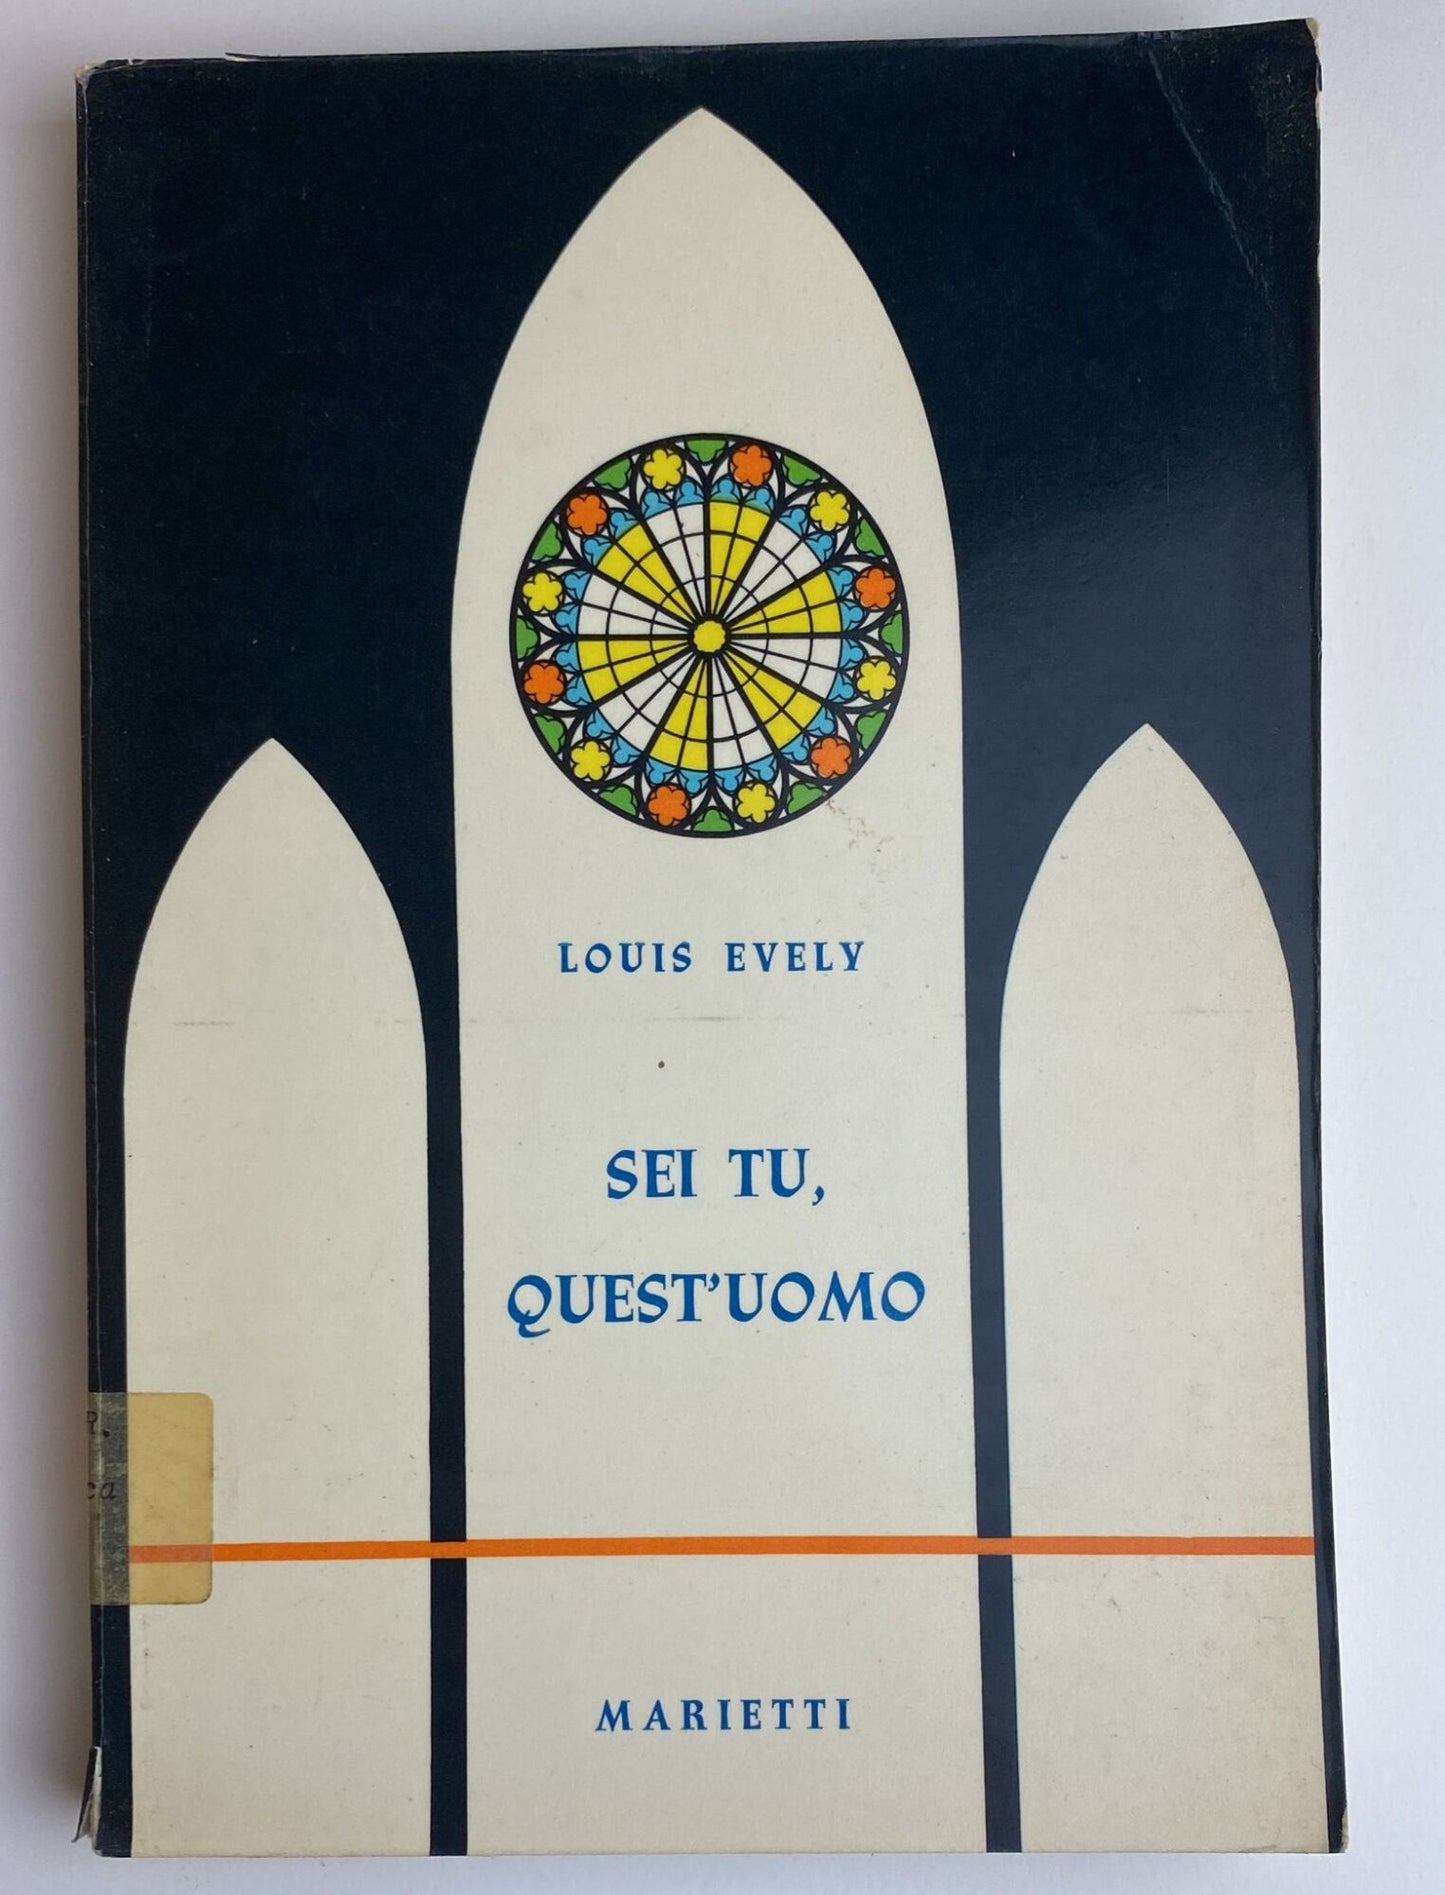 LOUIS EVELY
SEI TU,
QUEST'UOMO
MARIETTI